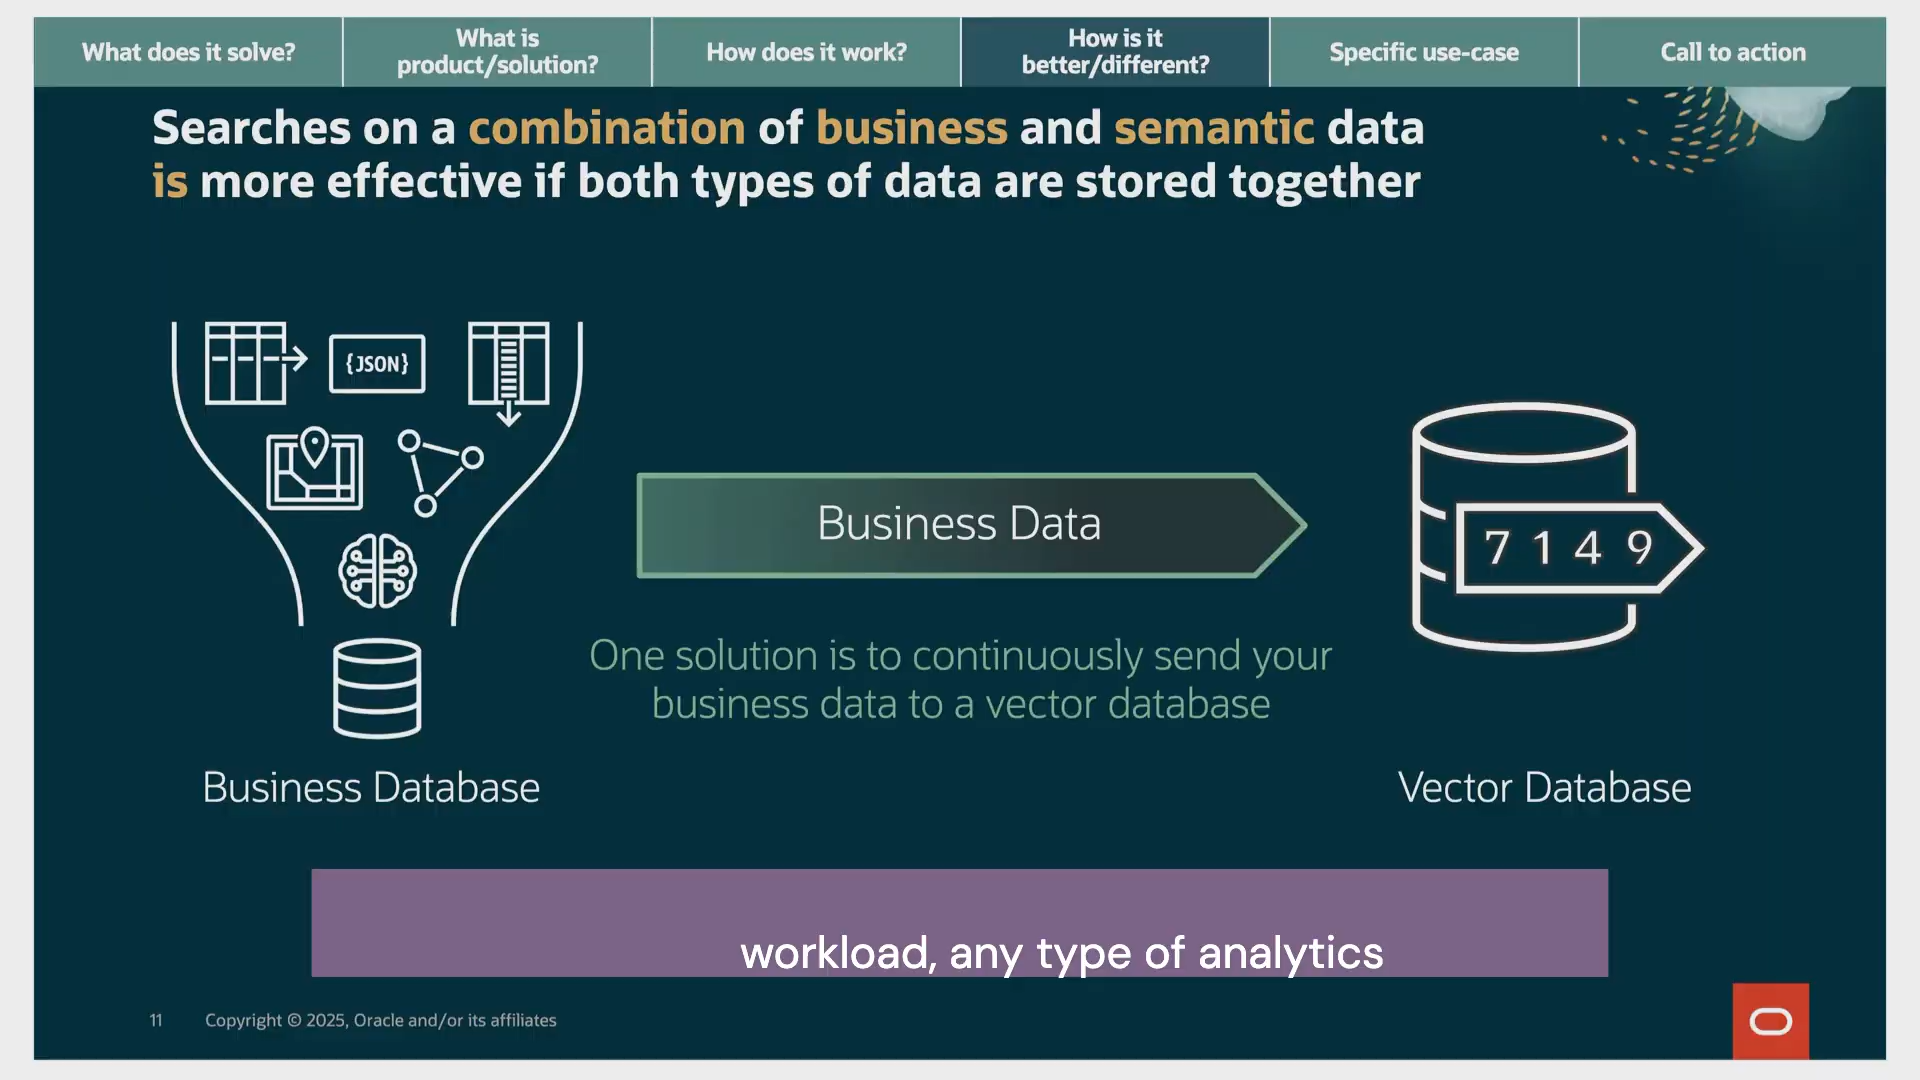 What does it solve?
What is
product/solution?
How does it work?
How is it
better/different?
Specific use-case
Call to action
Searches on a combination of business and semantic data
is more effective if both types of data are stored together
{JSON}
Business Data
7 1 4 9
One solution is to continuously send your
business data to a vector database
Business Database
Vector Database
workload, any type of analytics
11 Copyright © 2025, Oracle and/or its affiliates